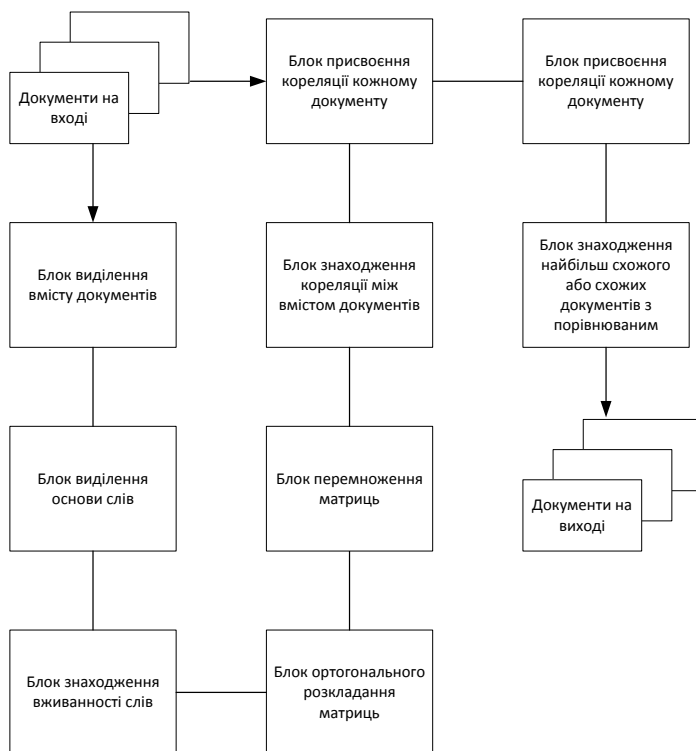 Документи на
вході
Блок присвоєння
кореляції кожному
документу
Блок присвоєння
кореляції кожному
документу
Блок виділення
вмісту документів
Блок знаходження
кореляції між
вмістом документів
Блок знаходження
найбільш схожого
або схожих
документів з
порівнюваним
Блок виділення
основи слів
Блок перемноження
матриць
Документи на
виході
Блок знаходження
вживанності слів
Блок ортогонального
розкладання
матриць